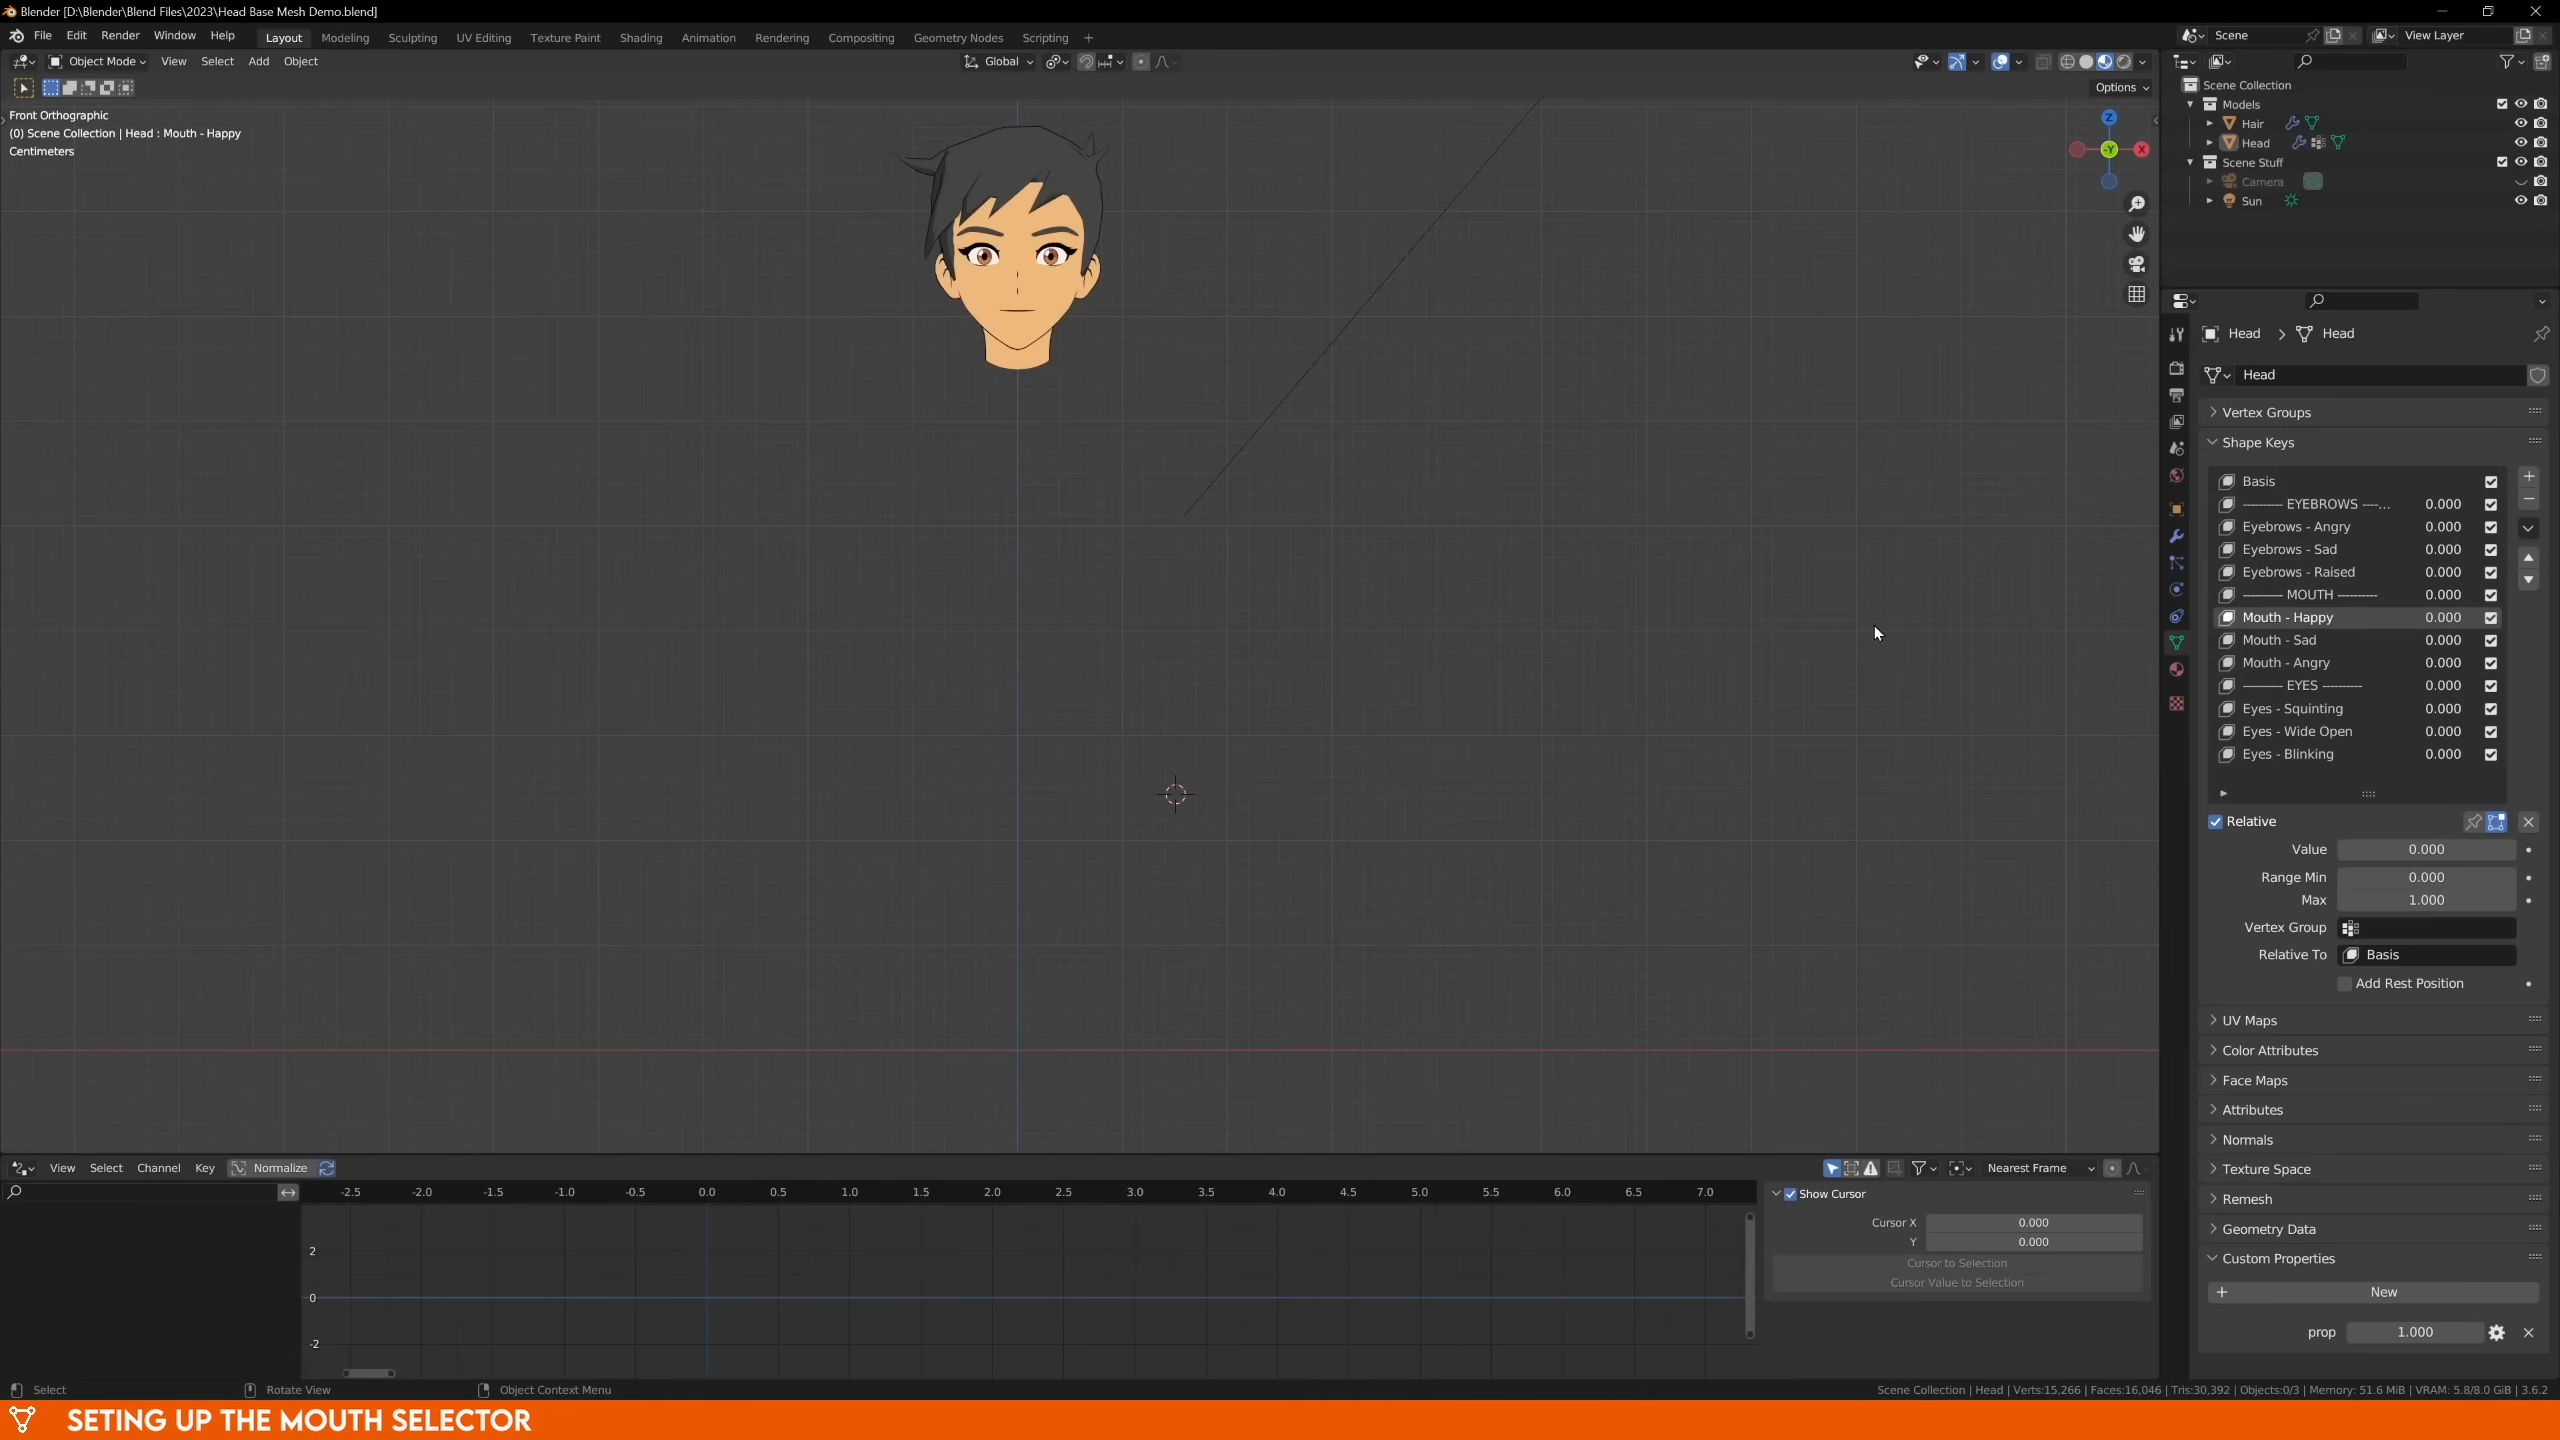 Blender [D:\Blender\Blend Files\2023\Head Base Mesh Demo.blend]
File Edit Render Window Help Layout Modeling Sculpting UV Editing Texture Paint Shading Animation Rendering Compositing Geometry Nodes Scripting + Scene View Layer
Object Mode View Select Add Object Global
Options
Front Orthographic
(0) Scene Collection | Head : Mouth - Happy
Centimeters
Z
-Y
X
Scene Collection
Models
Hair
Head
Scene Stuff
Camera
Sun
Head > Head
Head
Vertex Groups
Shape Keys
Basis
---------- EYEBROWS ----... 0.000
Eyebrows - Angry 0.000
Eyebrows - Sad 0.000
Eyebrows - Raised 0.000
---------- MOUTH ---------- 0.000
Mouth - Happy 0.000
Mouth - Sad 0.000
Mouth - Angry 0.000
---------- EYES ---------- 0.000
Eyes - Squinting 0.000
Eyes - Wide Open 0.000
Eyes - Blinking 0.000
Relative
Value 0.000
Range Min 0.000
Max 1.000
Vertex Group
Relative To Basis
Add Rest Position
UV Maps
Color Attributes
Face Maps
Attributes
Normals
Texture Space
Remesh
Geometry Data
Custom Properties
+ New
prop 1.000
View Select Channel Key Normalize Nearest Frame
-2.5 -2.0 -1.5 -1.0 -0.5 0.0 0.5 1.0 1.5 2.0 2.5 3.0 3.5 4.0 4.5 5.0 5.5 6.0 6.5 7.0
2
0
-2
Show Cursor
Cursor X 0.000
Y 0.000
Cursor to Selection
Cursor Value to Selection
Select Rotate View Object Context Menu
Scene Collection | Head | Verts:15,266 | Faces:16,046 | Tris:30,392 | Objects:0/3 | Memory: 51.6 MiB | VRAM: 5.8/8.0 GiB | 3.6.2
SETING UP THE MOUTH SELECTOR